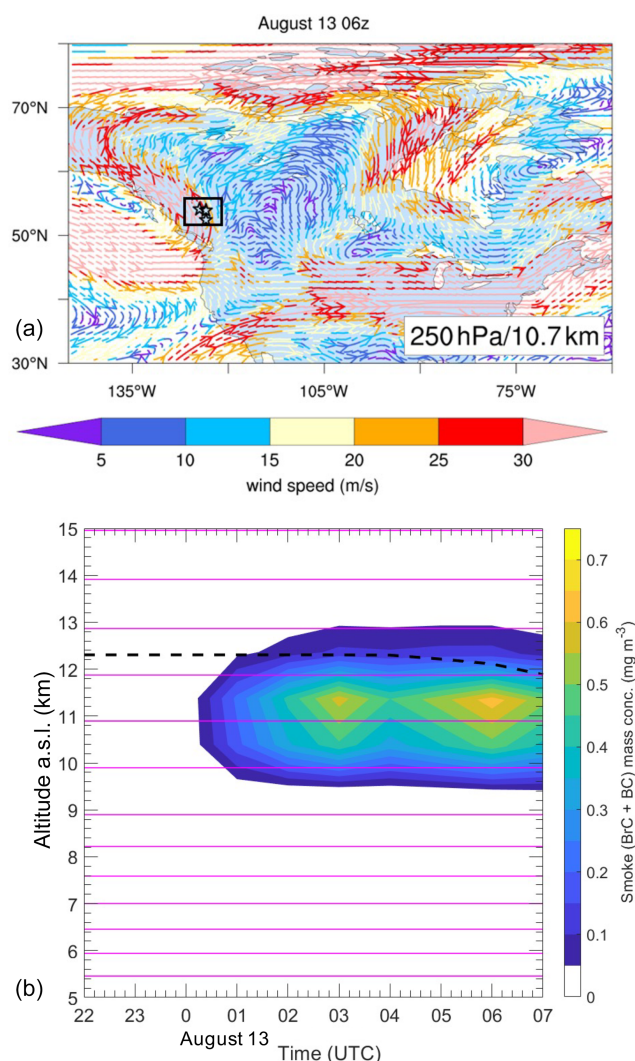 August 13 06z
70°N
50°N
30°N
(a)
250 hPa/10.7 km
135°W 105°W 75°W
5 10 15 20 25 30
wind speed (m/s)
15
14
13
12
11
10
9
8
7
6
5
Altitude a.s.l. (km)
(b)
22 23 0 01 02 03 04 05 06 07
August 13
Time (UTC)
0.7
0.6
0.5
0.4
0.3
0.2
0.1
0
Smoke (BrC + BC) mass conc. (mg m⁻³)